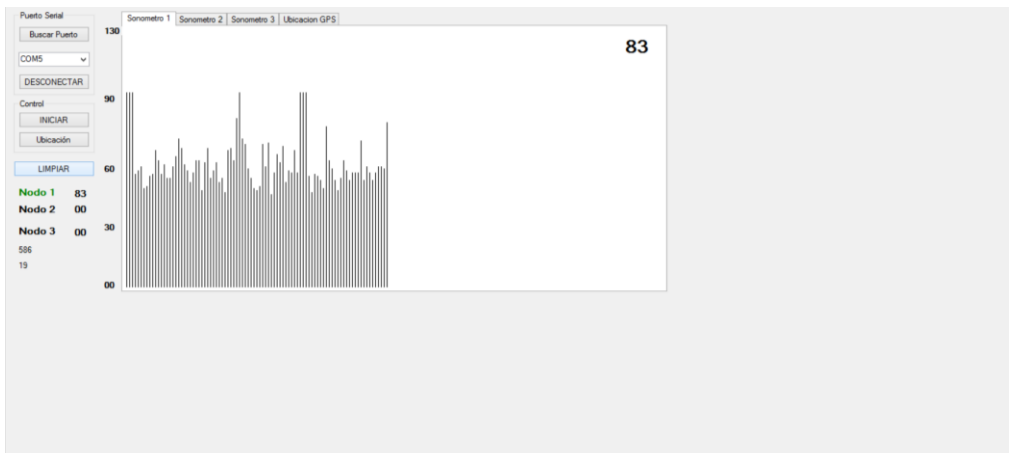 Puerto Serial
Buscar Puerto
COM5
DESCONECTAR
Control
INICIAR
Ubicación
LIMPIAR
Nodo 1 83
Nodo 2 00
Nodo 3 00
586
19
Sonometro 1 Sonometro 2 Sonometro 3 Ubicacion GPS
130
83
90
60
30
00